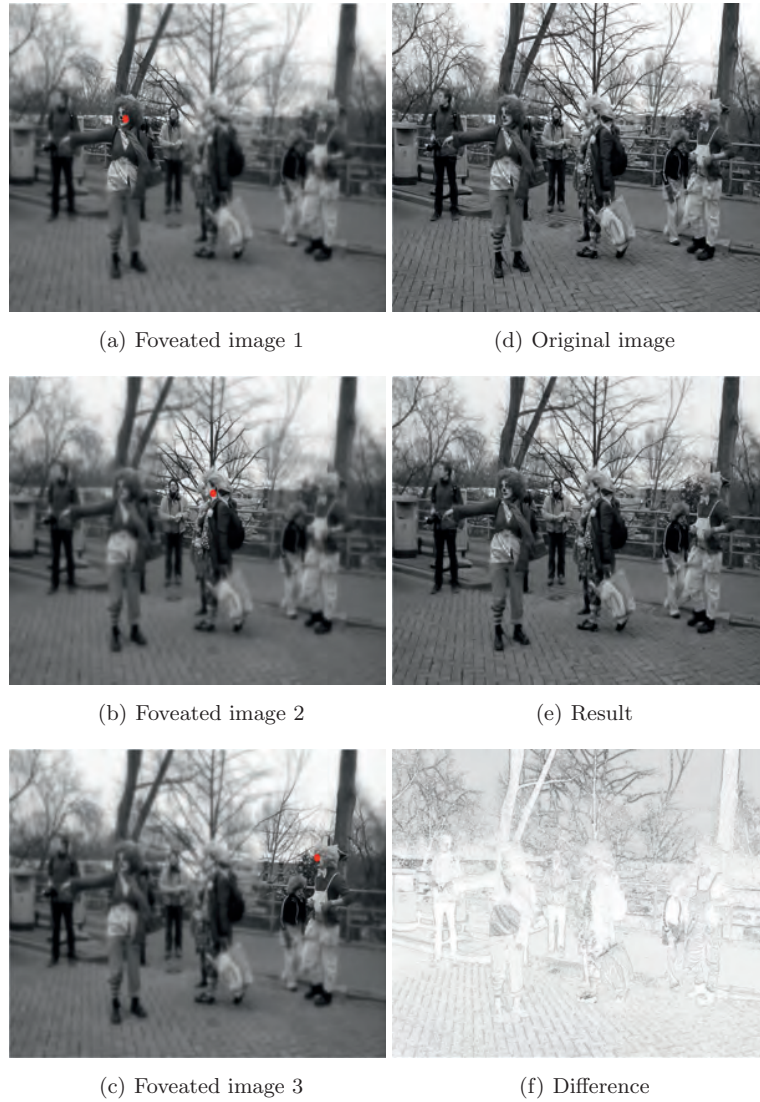 (a) Foveated image 1
(d) Original image
(b) Foveated image 2
(e) Result
(c) Foveated image 3
(f) Difference